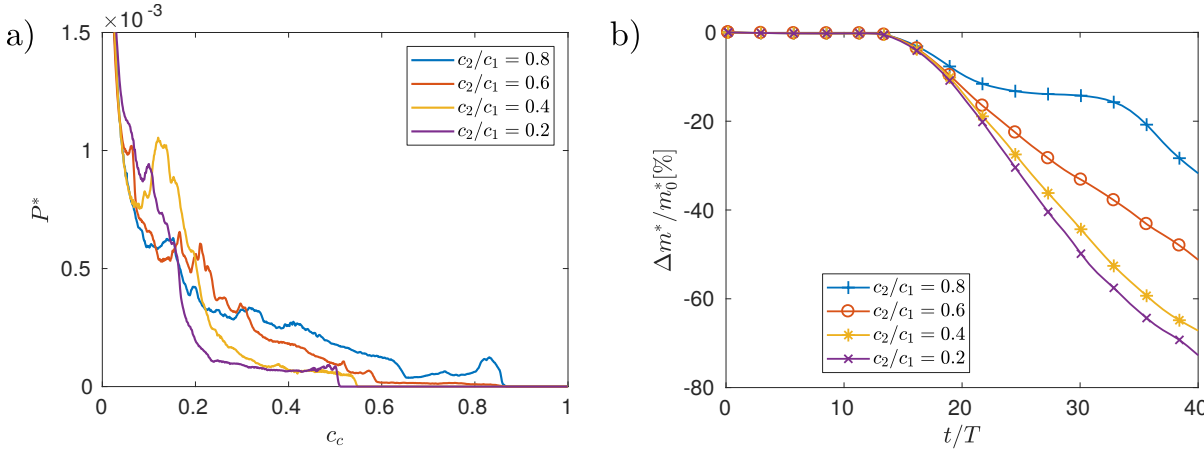 a)
×10⁻³
1.5
1
0.5
0
P*
0
0.2
0.4
0.6
0.8
1
c_c
c₂/c₁ = 0.8
c₂/c₁ = 0.6
c₂/c₁ = 0.4
c₂/c₁ = 0.2
b)
0
-20
-40
-60
-80
Δm*/m₀*[%]
0
10
20
30
40
t/T
c₂/c₁ = 0.8
c₂/c₁ = 0.6
c₂/c₁ = 0.4
c₂/c₁ = 0.2